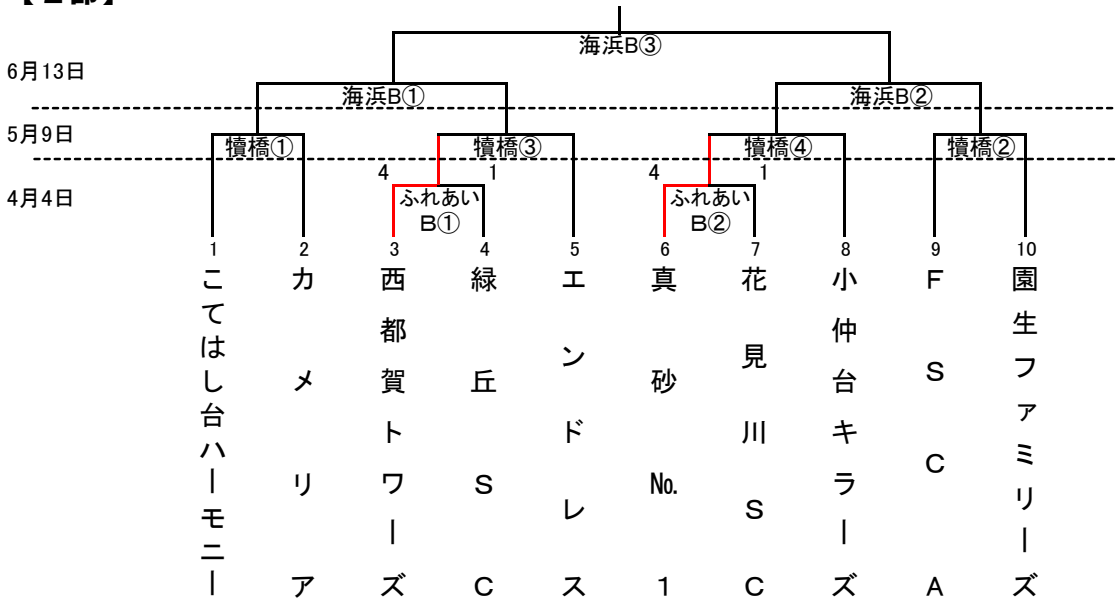 海浜B③
6月13日
海浜B① 海浜B②
5月9日
犢橋① 犢橋③ 犢橋④ 犢橋②
4 1 4 1
4月4日
ふれあい ふれあい
B① B②
1 2 3 4 5 6 7 8 9 10
こてはし台ハーモニー
カメリア
西都賀トワーズ
緑丘SC
エンドレス
真砂№1
花見川SC
小仲台キラーズ
FSCA
園生ファミリーズ